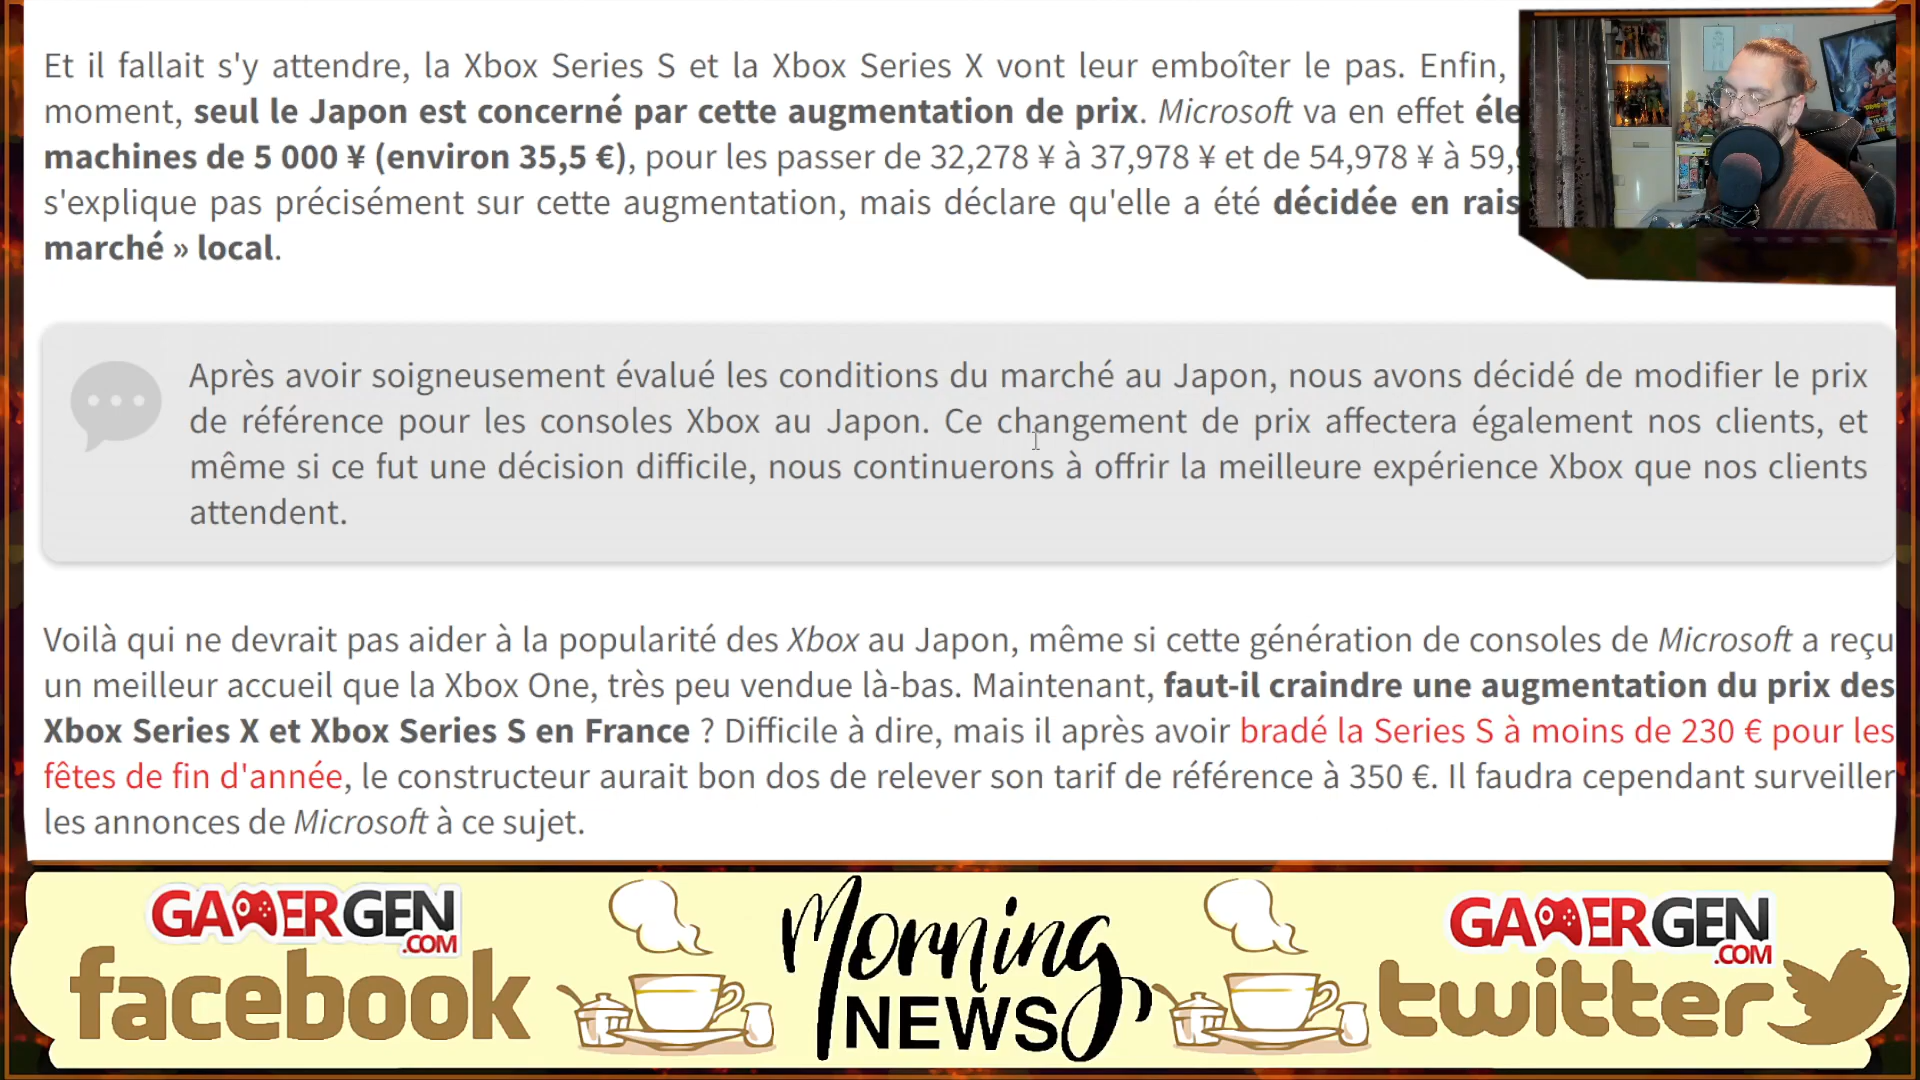 Et il fallait s'y attendre, la Xbox Series S et la Xbox Series X vont leur emboîter le pas. Enfin,
moment, seul le Japon est concerné par cette augmentation de prix. Microsoft va en effet
machines de 5 000 ¥ (environ 35,5 €), pour les passer de 32,278 ¥ à 37,978 ¥ et de 54,978 ¥ à
s'explique pas précisément sur cette augmentation, mais déclare qu'elle a été décidée en
marché » local.
Après avoir soigneusement évalué les conditions du marché au Japon, nous avons décidé de modifier le prix
de référence pour les consoles Xbox au Japon. Ce changement de prix affectera également nos clients, et
même si ce fut une décision difficile, nous continuerons à offrir la meilleure expérience Xbox que nos clients
attendent.
Voilà qui ne devrait pas aider à la popularité des Xbox au Japon, même si cette génération de consoles de Microsoft a reçu
un meilleur accueil que la Xbox One, très peu vendue là-bas. Maintenant, faut-il craindre une augmentation du prix des
Xbox Series X et Xbox Series S en France ? Difficile à dire, mais il après avoir bradé la Series S à moins de 230 € pour les
fêtes de fin d'année, le constructeur aurait bon dos de relever son tarif de référence à 350 €. Il faudra cependant surveiller
les annonces de Microsoft à ce sujet.
GAMERGEN
.COM
facebook
Morning
NEWS
GAMERGEN
.COM
twitter